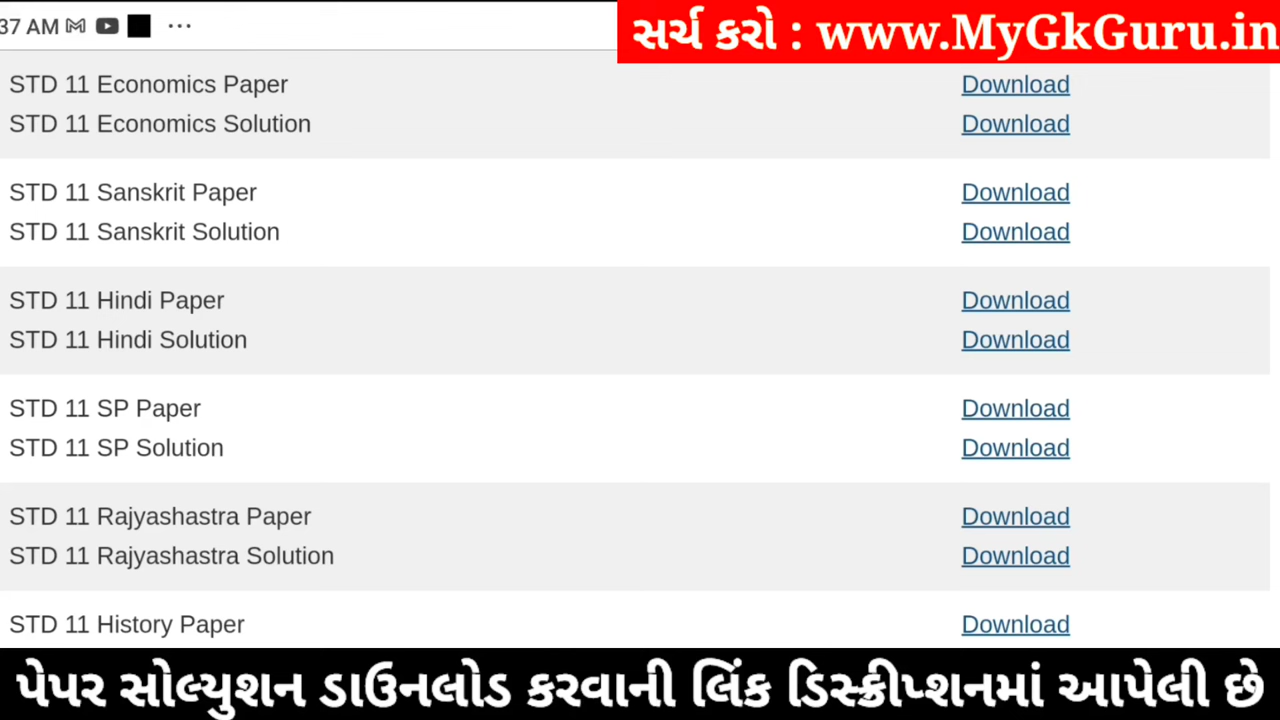 37 AM
સર્ચ કરો : www.MyGkGuru.in
STD 11 Economics Paper Download
STD 11 Economics Solution Download
STD 11 Sanskrit Paper Download
STD 11 Sanskrit Solution Download
STD 11 Hindi Paper Download
STD 11 Hindi Solution Download
STD 11 SP Paper Download
STD 11 SP Solution Download
STD 11 Rajyashastra Paper Download
STD 11 Rajyashastra Solution Download
STD 11 History Paper Download
પેપર સોલ્યુશન ડાઉનલોડ કરવાની લિંક ડિસ્ક્રીપ્શનમાં આપેલી છે